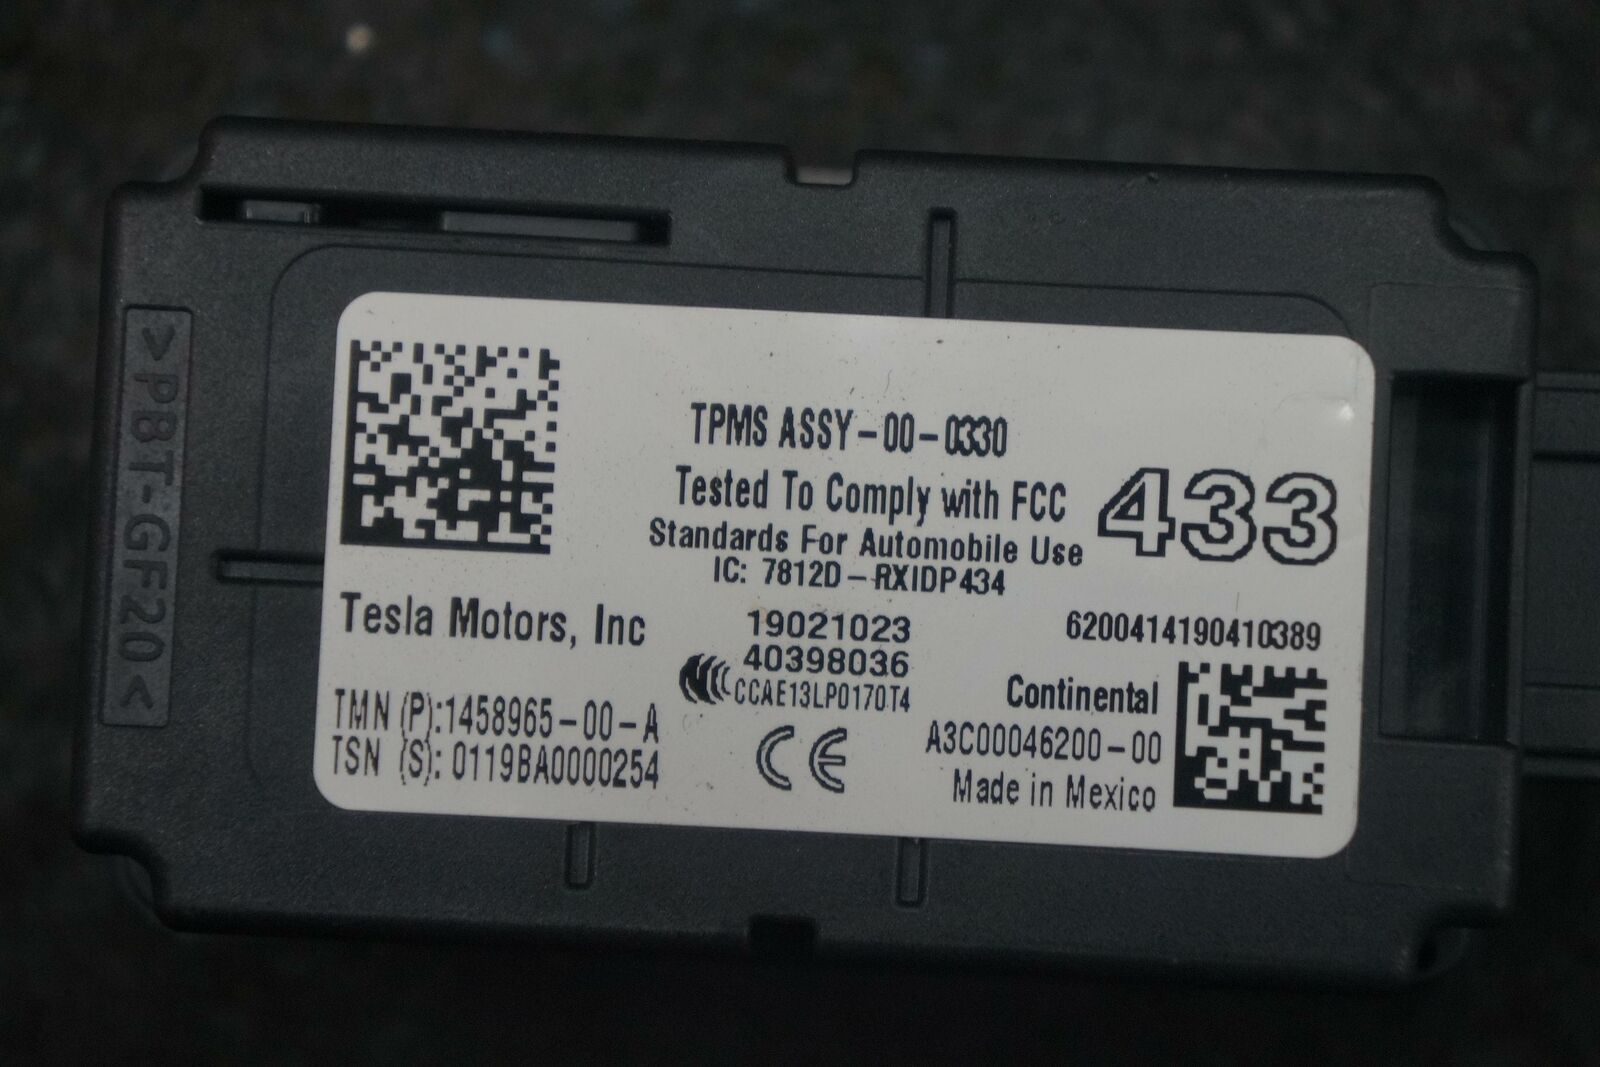 >PBT-GF20<
TPMS ASSY-00-0330
Tested To Comply with FCC
Standards For Automobile Use
IC: 7812D-RXIDP434
433
Tesla Motors, Inc
TMN (P):1458965-00-A
TSN (S): 0119BA0000254
19021023
40398036
CCAE13LP0170T4
CE
6200414190410389
Continental
A3C00046200-00
Made in Mexico